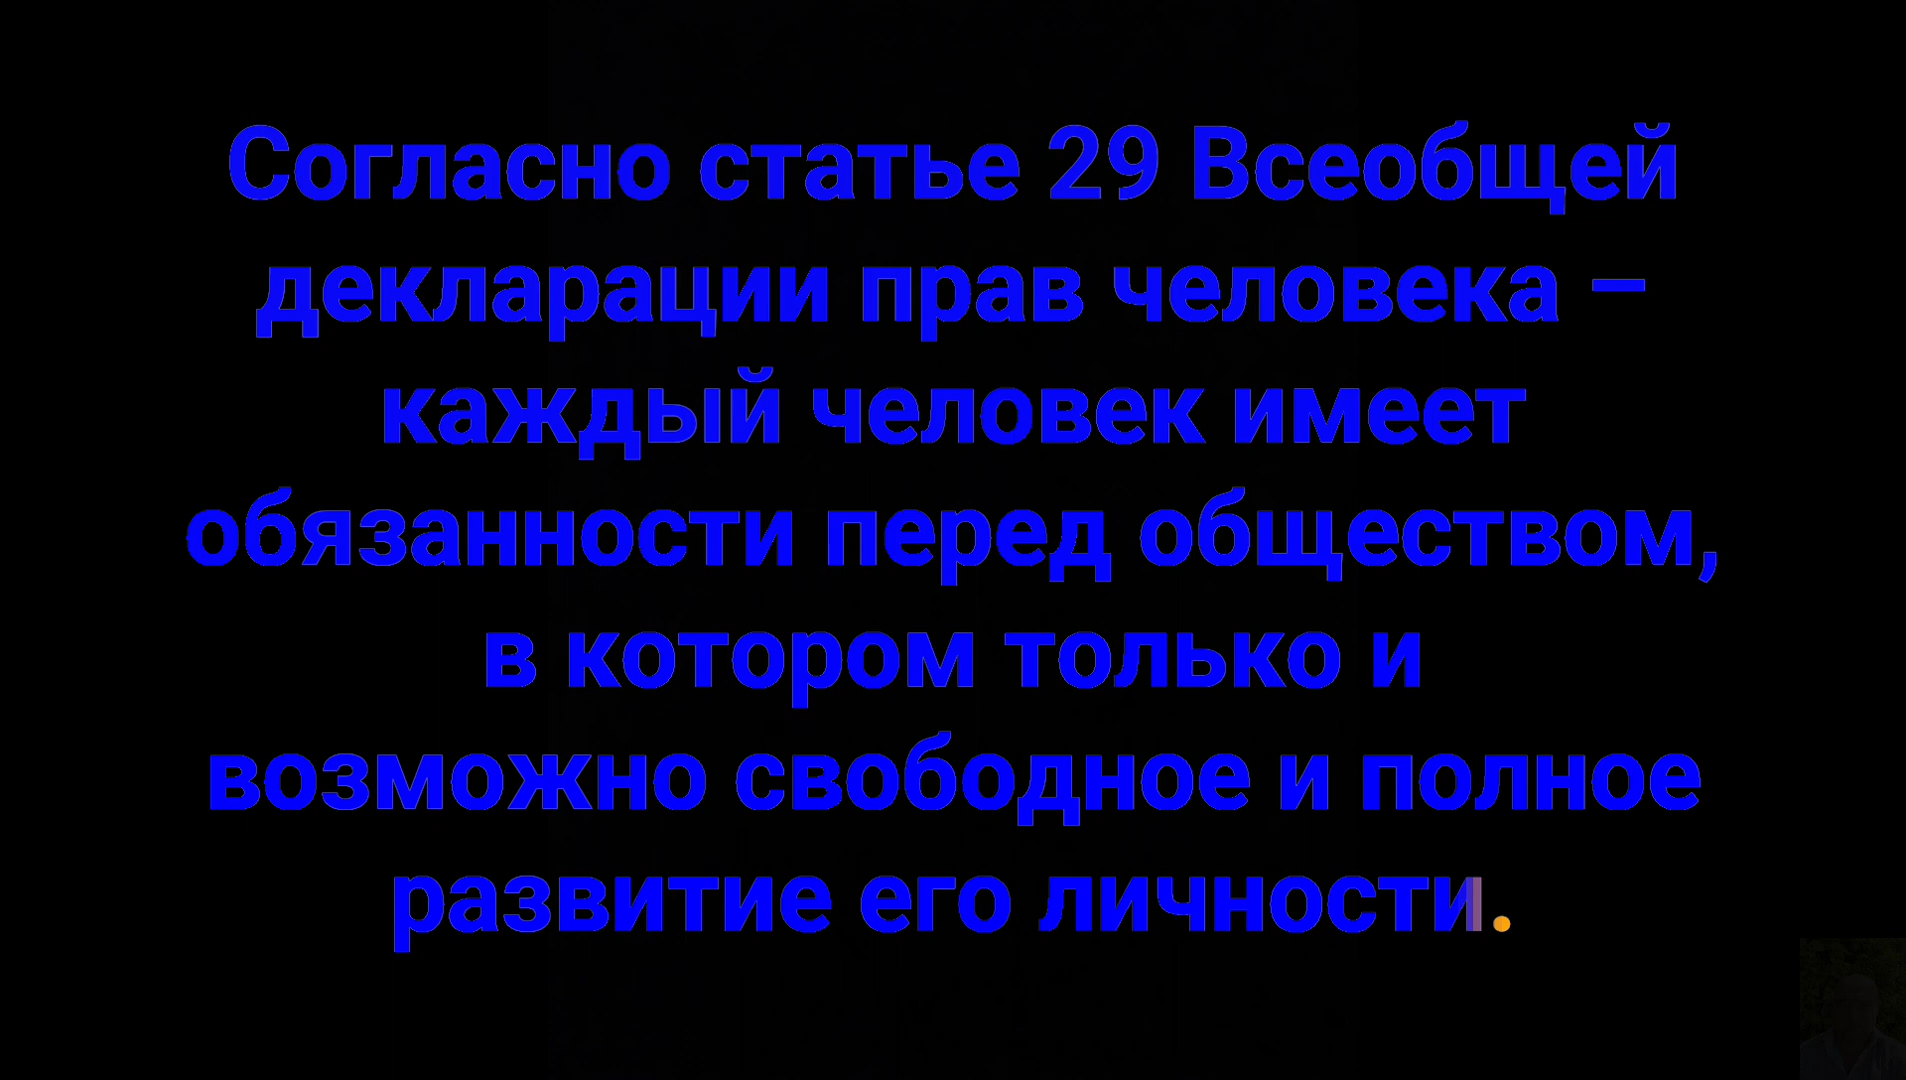 Согласно статье 29 Всеобщей
декларации прав человека –
каждый человек имеет
обязанности перед обществом,
в котором только и
возможно свободное и полное
развитие его личности.